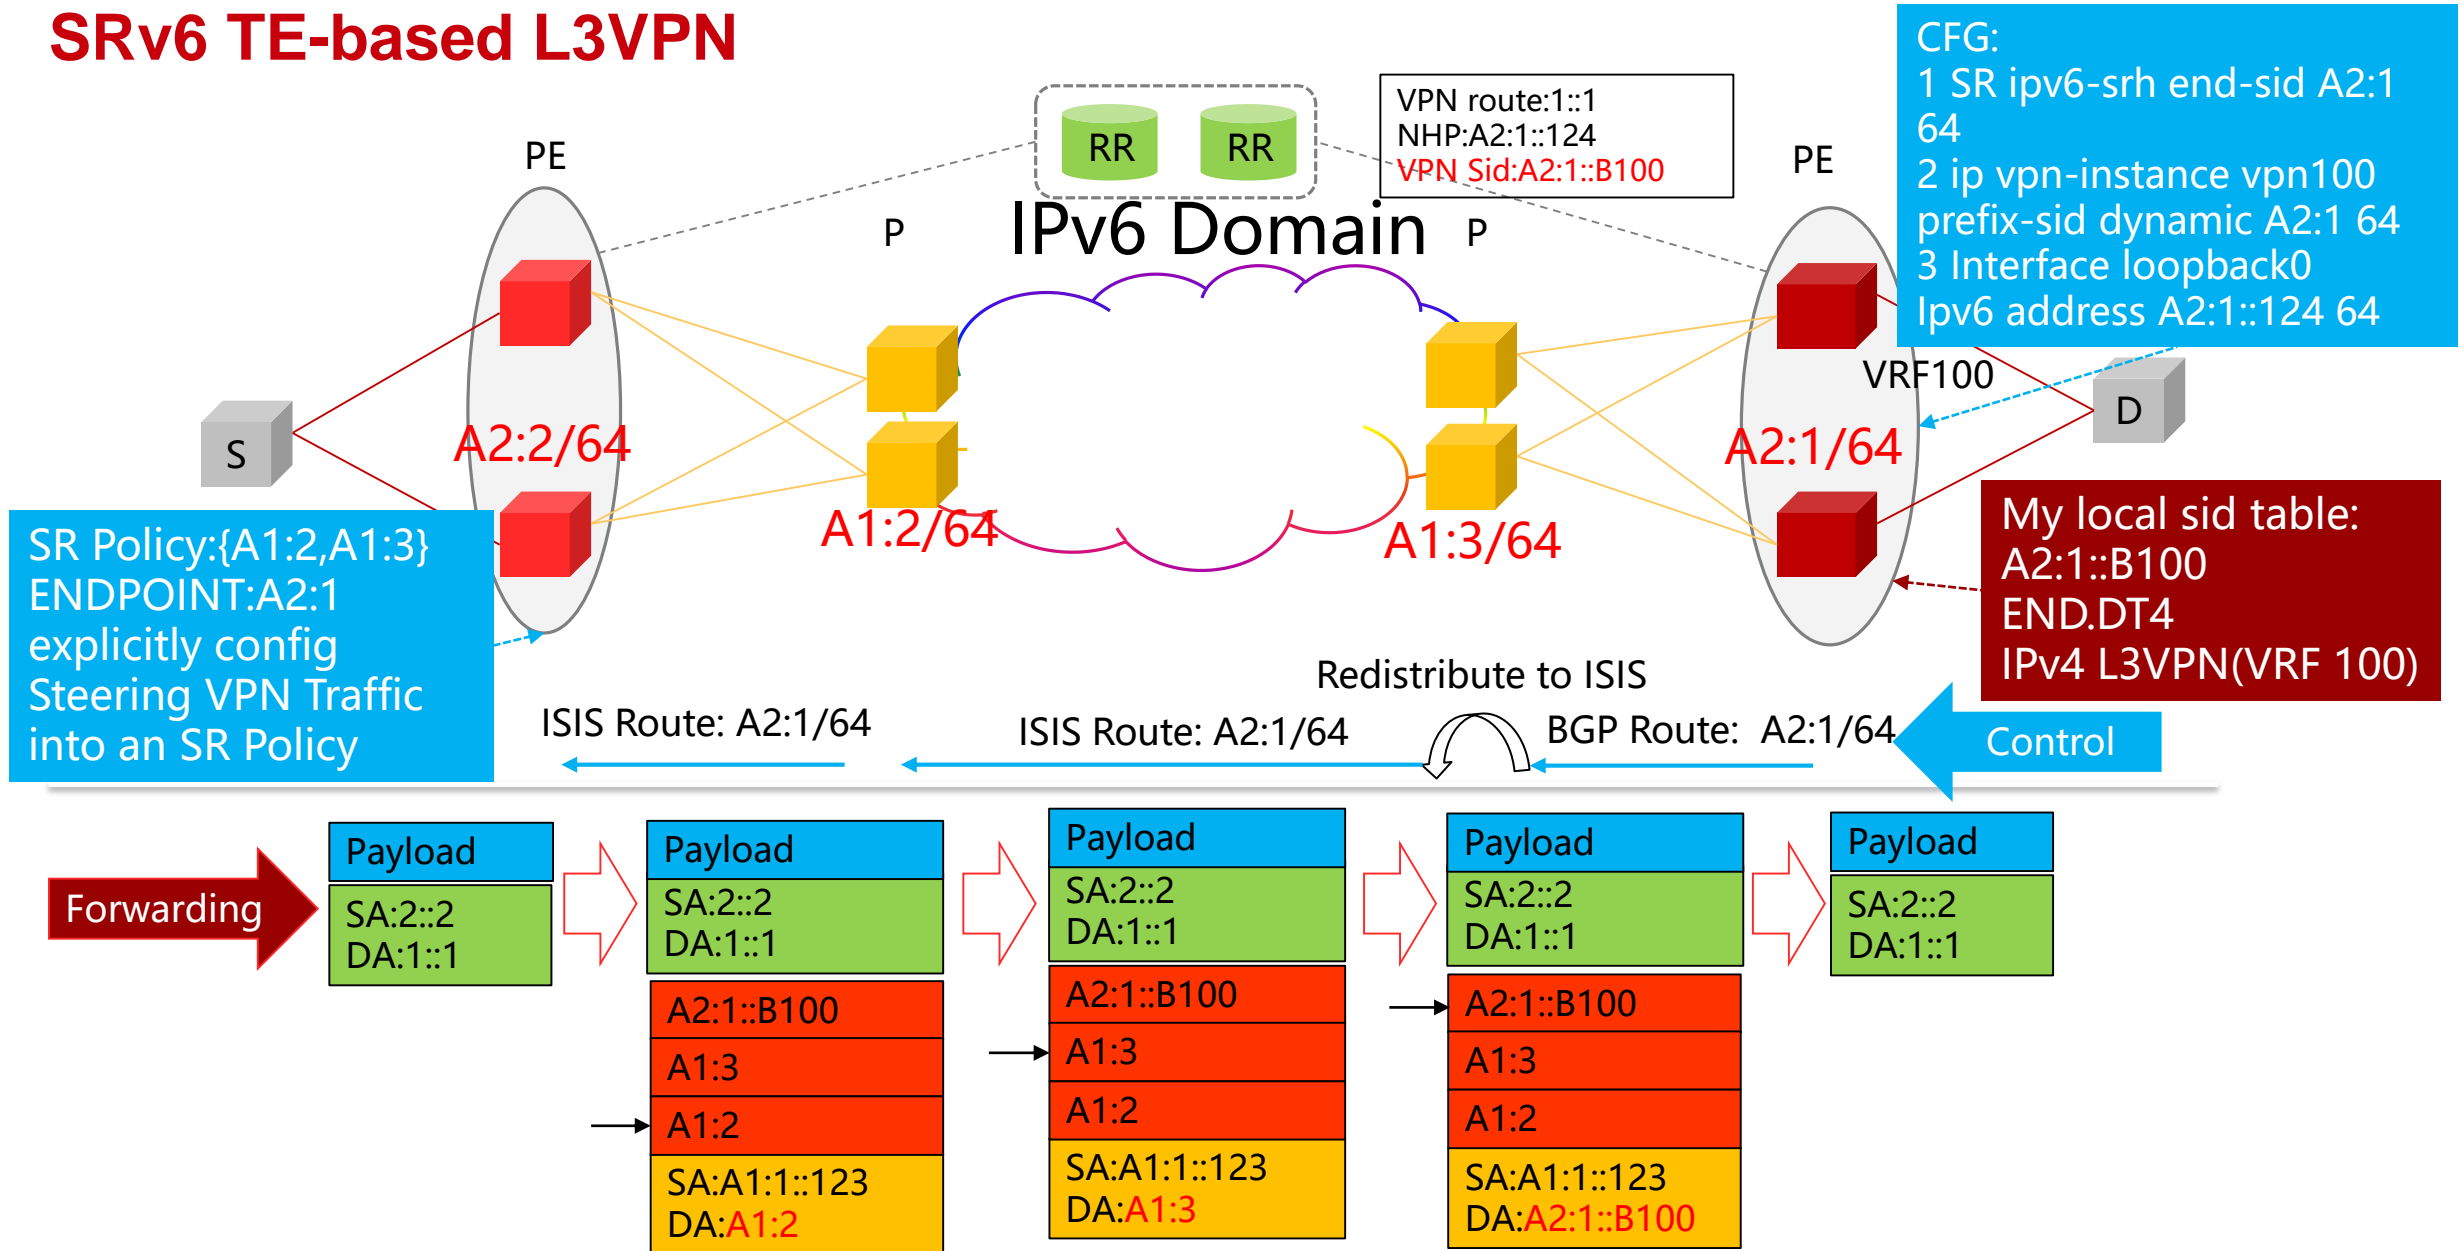 SRv6 TE-based L3VPN
CFG:
1 SR ipv6-srh end-sid A2:1
64
2 ip vpn-instance vpn100
prefix-sid dynamic A2:1 64
3 Interface loopback0
Ipv6 address A2:1::124 64
VPN route:1::1
NHP:A2:1::124
VPN Sid:A2:1::B100
RR
RR
PE
PE
P
IPv6 Domain
P
VRF100
S
D
A2:2/64
A2:1/64
A1:2/64
A1:3/64
SR Policy:{A1:2,A1:3}
ENDPOINT:A2:1
explicitly config
Steering VPN Traffic
into an SR Policy
My local sid table:
A2:1::B100
END.DT4
IPv4 L3VPN(VRF 100)
Redistribute to ISIS
ISIS Route: A2:1/64
ISIS Route: A2:1/64
BGP Route: A2:1/64
Control
Forwarding
Payload
SA:2::2
DA:1::1
Payload
SA:2::2
DA:1::1
A2:1::B100
A1:3
A1:2
SA:A1:1::123
DA:A1:2
Payload
SA:2::2
DA:1::1
A2:1::B100
A1:3
A1:2
SA:A1:1::123
DA:A1:3
Payload
SA:2::2
DA:1::1
A2:1::B100
A1:3
A1:2
SA:A1:1::123
DA:A2:1::B100
Payload
SA:2::2
DA:1::1